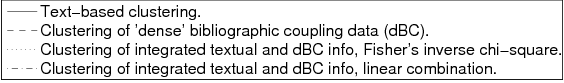 Text−based clustering.
Clustering of 'dense' bibliographic coupling data (dBC).
Clustering of integrated textual and dBC info, Fisher's inverse chi−square.
Clustering of integrated textual and dBC info, linear combination.